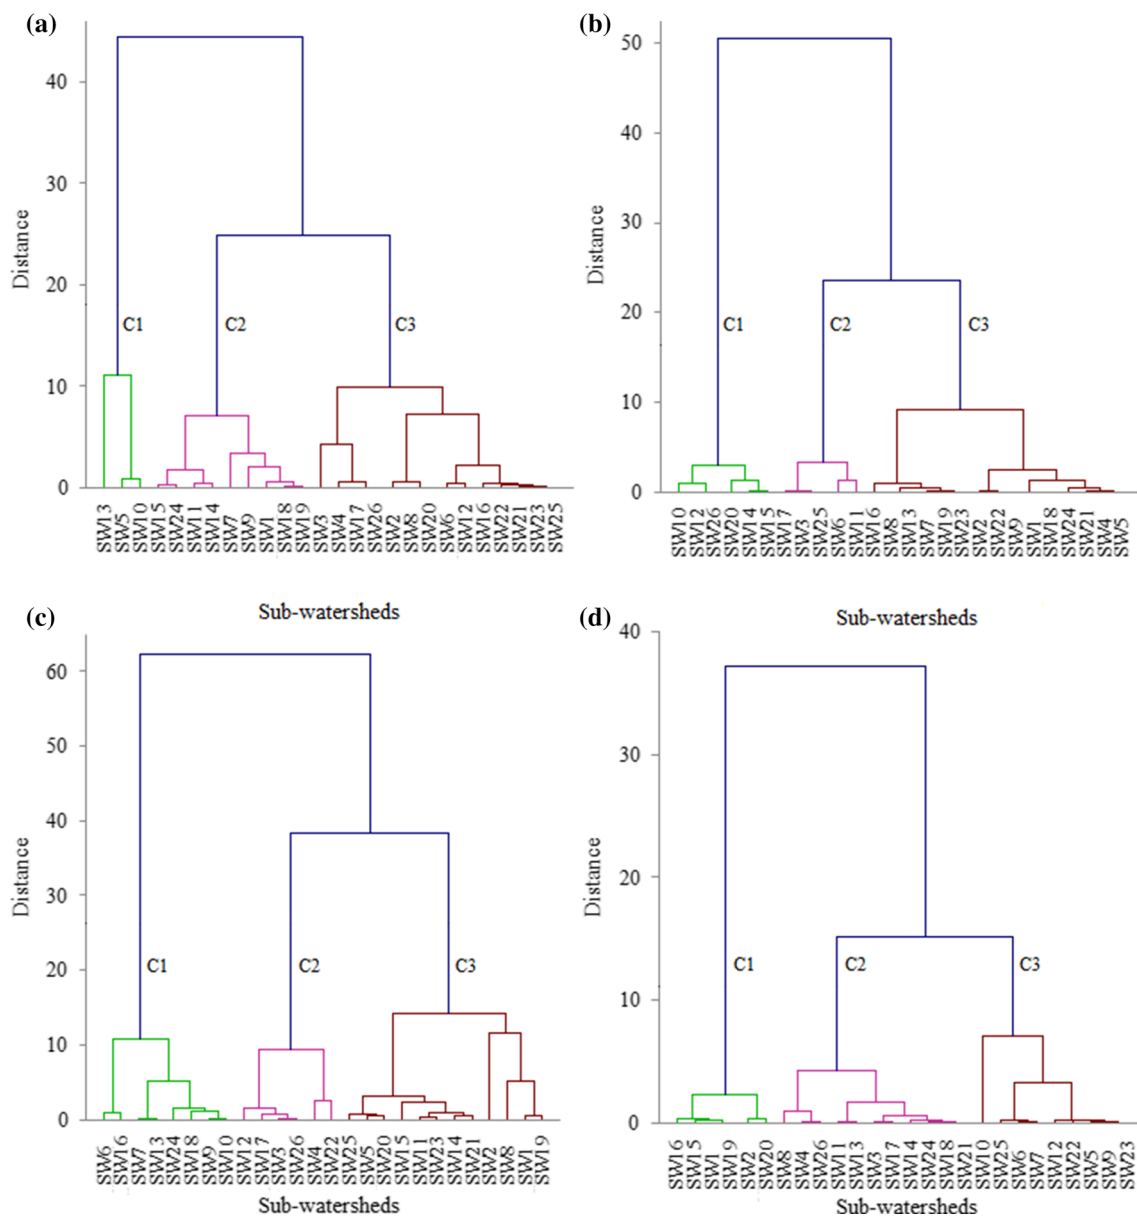 (a)
40
30
20
10
0
Distance
C1
C2
C3
SW13
SW5
SW10
SW15
SW24
SW11
SW14
SW7
SW9
SW1
SW18
SW19
SW3
SW4
SW17
SW26
SW2
SW8
SW20
SW6
SW12
SW16
SW22
SW21
SW23
SW25
Sub-watersheds
(b)
50
40
30
20
10
0
Distance
C1
C2
C3
SW10
SW12
SW26
SW20
SW14
SW15
SW17
SW3
SW25
SW6
SW11
SW16
SW8
SW13
SW7
SW19
SW23
SW2
SW22
SW9
SW1
SW18
SW24
SW21
SW4
SW5
Sub-watersheds
(c)
60
50
40
30
20
10
0
Distance
C1
C2
C3
SW6
SW16
SW7
SW13
SW24
SW18
SW9
SW10
SW12
SW17
SW3
SW26
SW4
SW22
SW25
SW5
SW20
SW15
SW11
SW23
SW14
SW21
SW2
SW8
SW1
SW19
Sub-watersheds
(d)
40
30
20
10
0
Distance
C1
C2
C3
SW16
SW15
SW1
SW19
SW2
SW20
SW8
SW4
SW26
SW11
SW13
SW3
SW17
SW14
SW24
SW18
SW21
SW10
SW25
SW6
SW7
SW12
SW22
SW5
SW9
SW23
Sub-watersheds